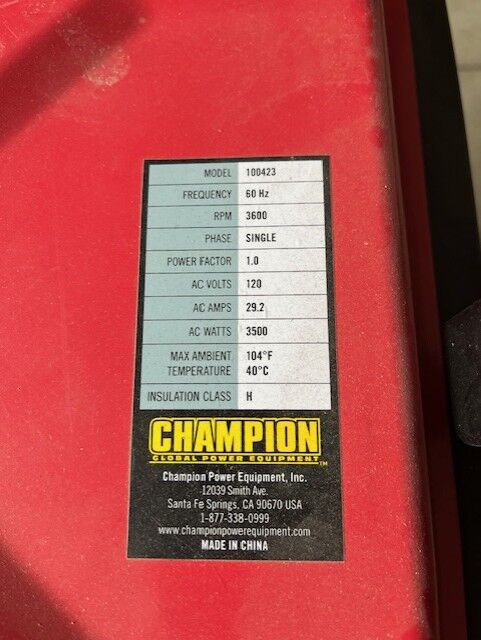 MODEL 100423
FREQUENCY 60 Hz
RPM 3600
PHASE SINGLE
POWER FACTOR 1.0
AC VOLTS 120
AC AMPS 29.2
AC WATTS 3500
MAX AMBIENT 104°F
TEMPERATURE 40°C
INSULATION CLASS H
CHAMPION
GLOBAL POWER EQUIPMENT™
Champion Power Equipment, Inc.
12039 Smith Ave.
Santa Fe Springs, CA 90670 USA
1-877-338-0999
www.championpowerequipment.com
MADE IN CHINA